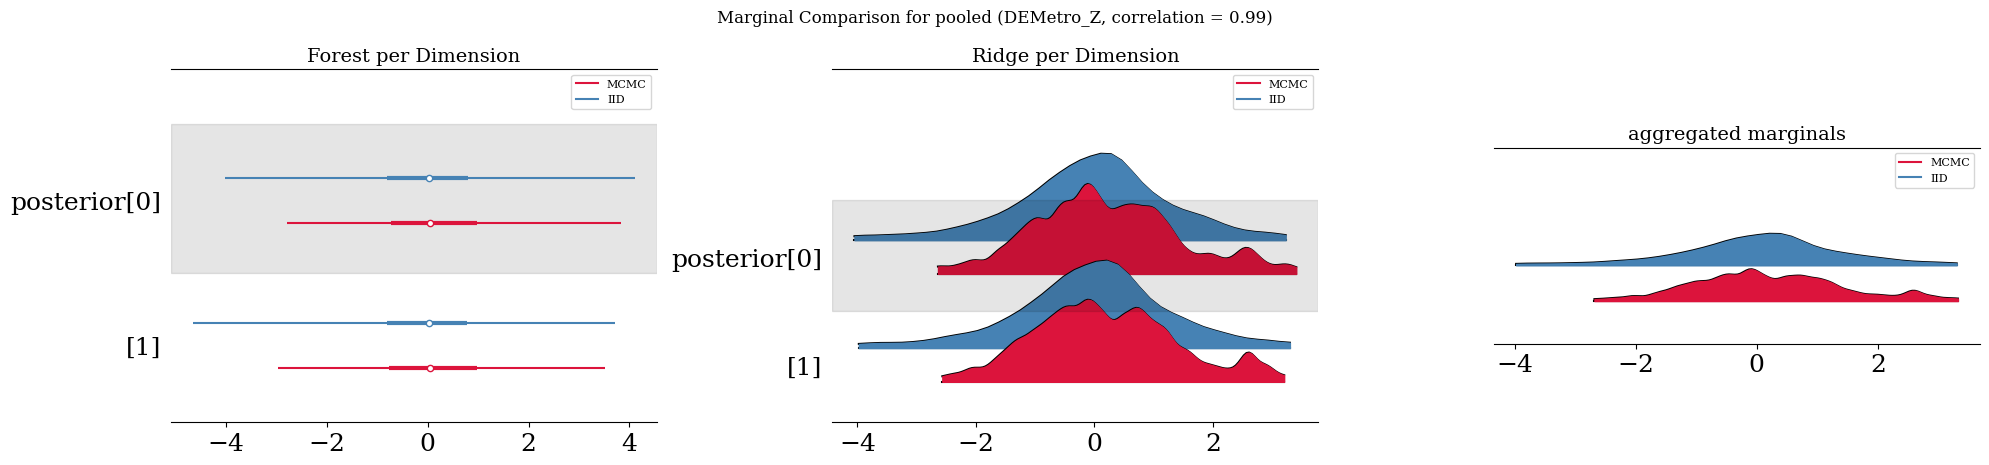 Marginal Comparison for pooled (DEMetro_Z, correlation = 0.99)
Forest per Dimension
MCMC
IID
posterior[0]
[1]
−4 −2 0 2 4
Ridge per Dimension
MCMC
IID
posterior[0]
[1]
−4 −2 0 2
aggregated marginals
MCMC
IID
−4 −2 0 2